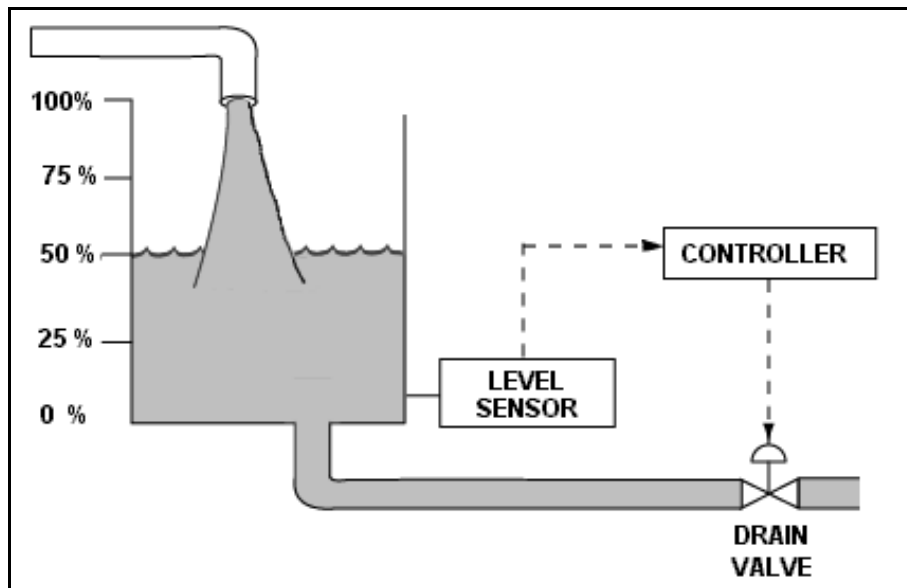 100%
75 %
50 %
25 %
0 %
CONTROLLER
LEVEL
SENSOR
DRAIN
VALVE